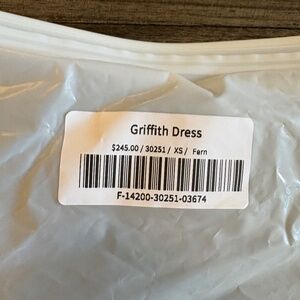 Griffith Dress
$245.00 / 30251 / XS / Fern
F-14200-30251-03674